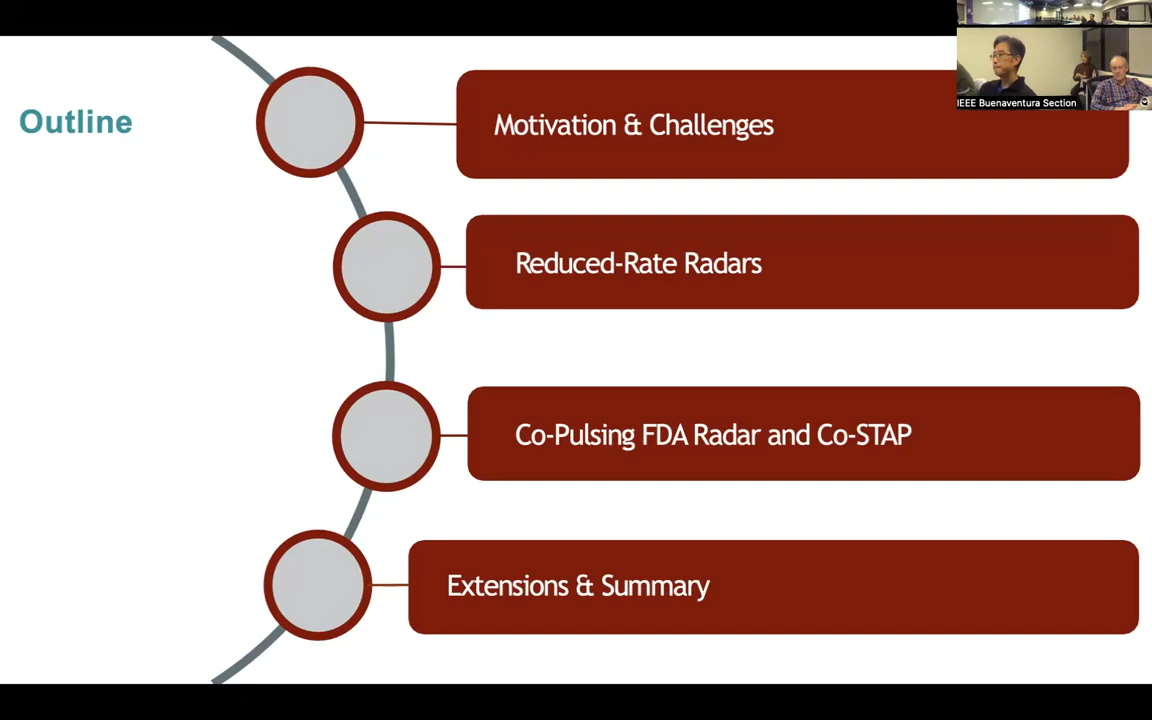 Outline
Motivation & Challenges
IEEE Buenaventura Section
Reduced-Rate Radars
Co-Pulsing FDA Radar and Co-STAP
Extensions & Summary